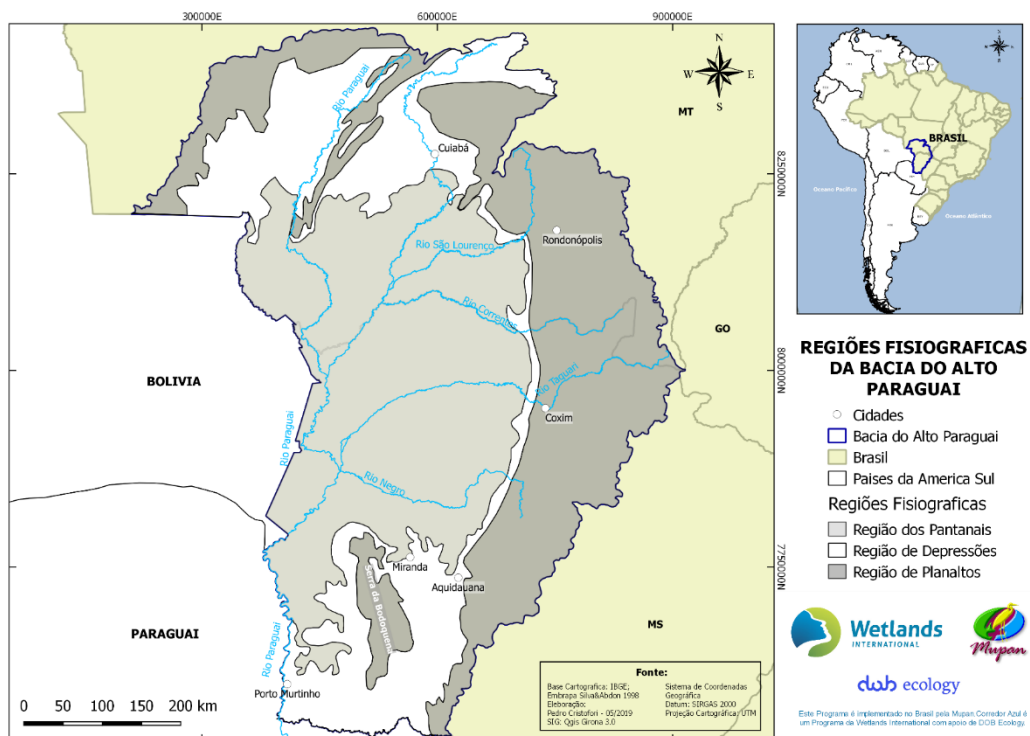 300000E
600000E
900000E
N
W E
S
MT
Rio Paraguai
Cuiabá
8250000N
Rondonópolis
Rio São Lourenço
Rio Correntes
GO
8000000N
BOLIVIA
Rio Taquari
Coxim
Rio Paraguai
Rio Negro
7750000N
Miranda
Aquidauana
Serra da Bodoquena
PARAGUAI
MS
Rio Paraguai
Porto Murtinho
0 50 100 150 200 km
300000E
600000E
Fonte:
Base Cartografica: IBGE;
Embrapa Silva&Abdon 1998
Eleboração:
Pedro Cristofori - 05/2019
SIG: Qgis Girona 3.0
Sistema de Coordenadas
Geográfica
Datum: SIRGAS 2000
Projeção Cartográfica: UTM
BRASIL
Oceano Pacífico
Oceano Atlântico
REGIÕES FISIOGRAFICAS
DA BACIA DO ALTO
PARAGUAI
Cidades
Bacia do Alto Paraguai
Brasil
Paises da America Sul
Regiões Fisiograficas
Região dos Pantanais
Região de Depressões
Região de Planaltos
Wetlands
INTERNATIONAL
Mupan
dob ecology
Este Programa é implementado no Brasil pela Mupan.Corredor Azul é
um Programa da Wetlands International com apoio de DOB Ecology.